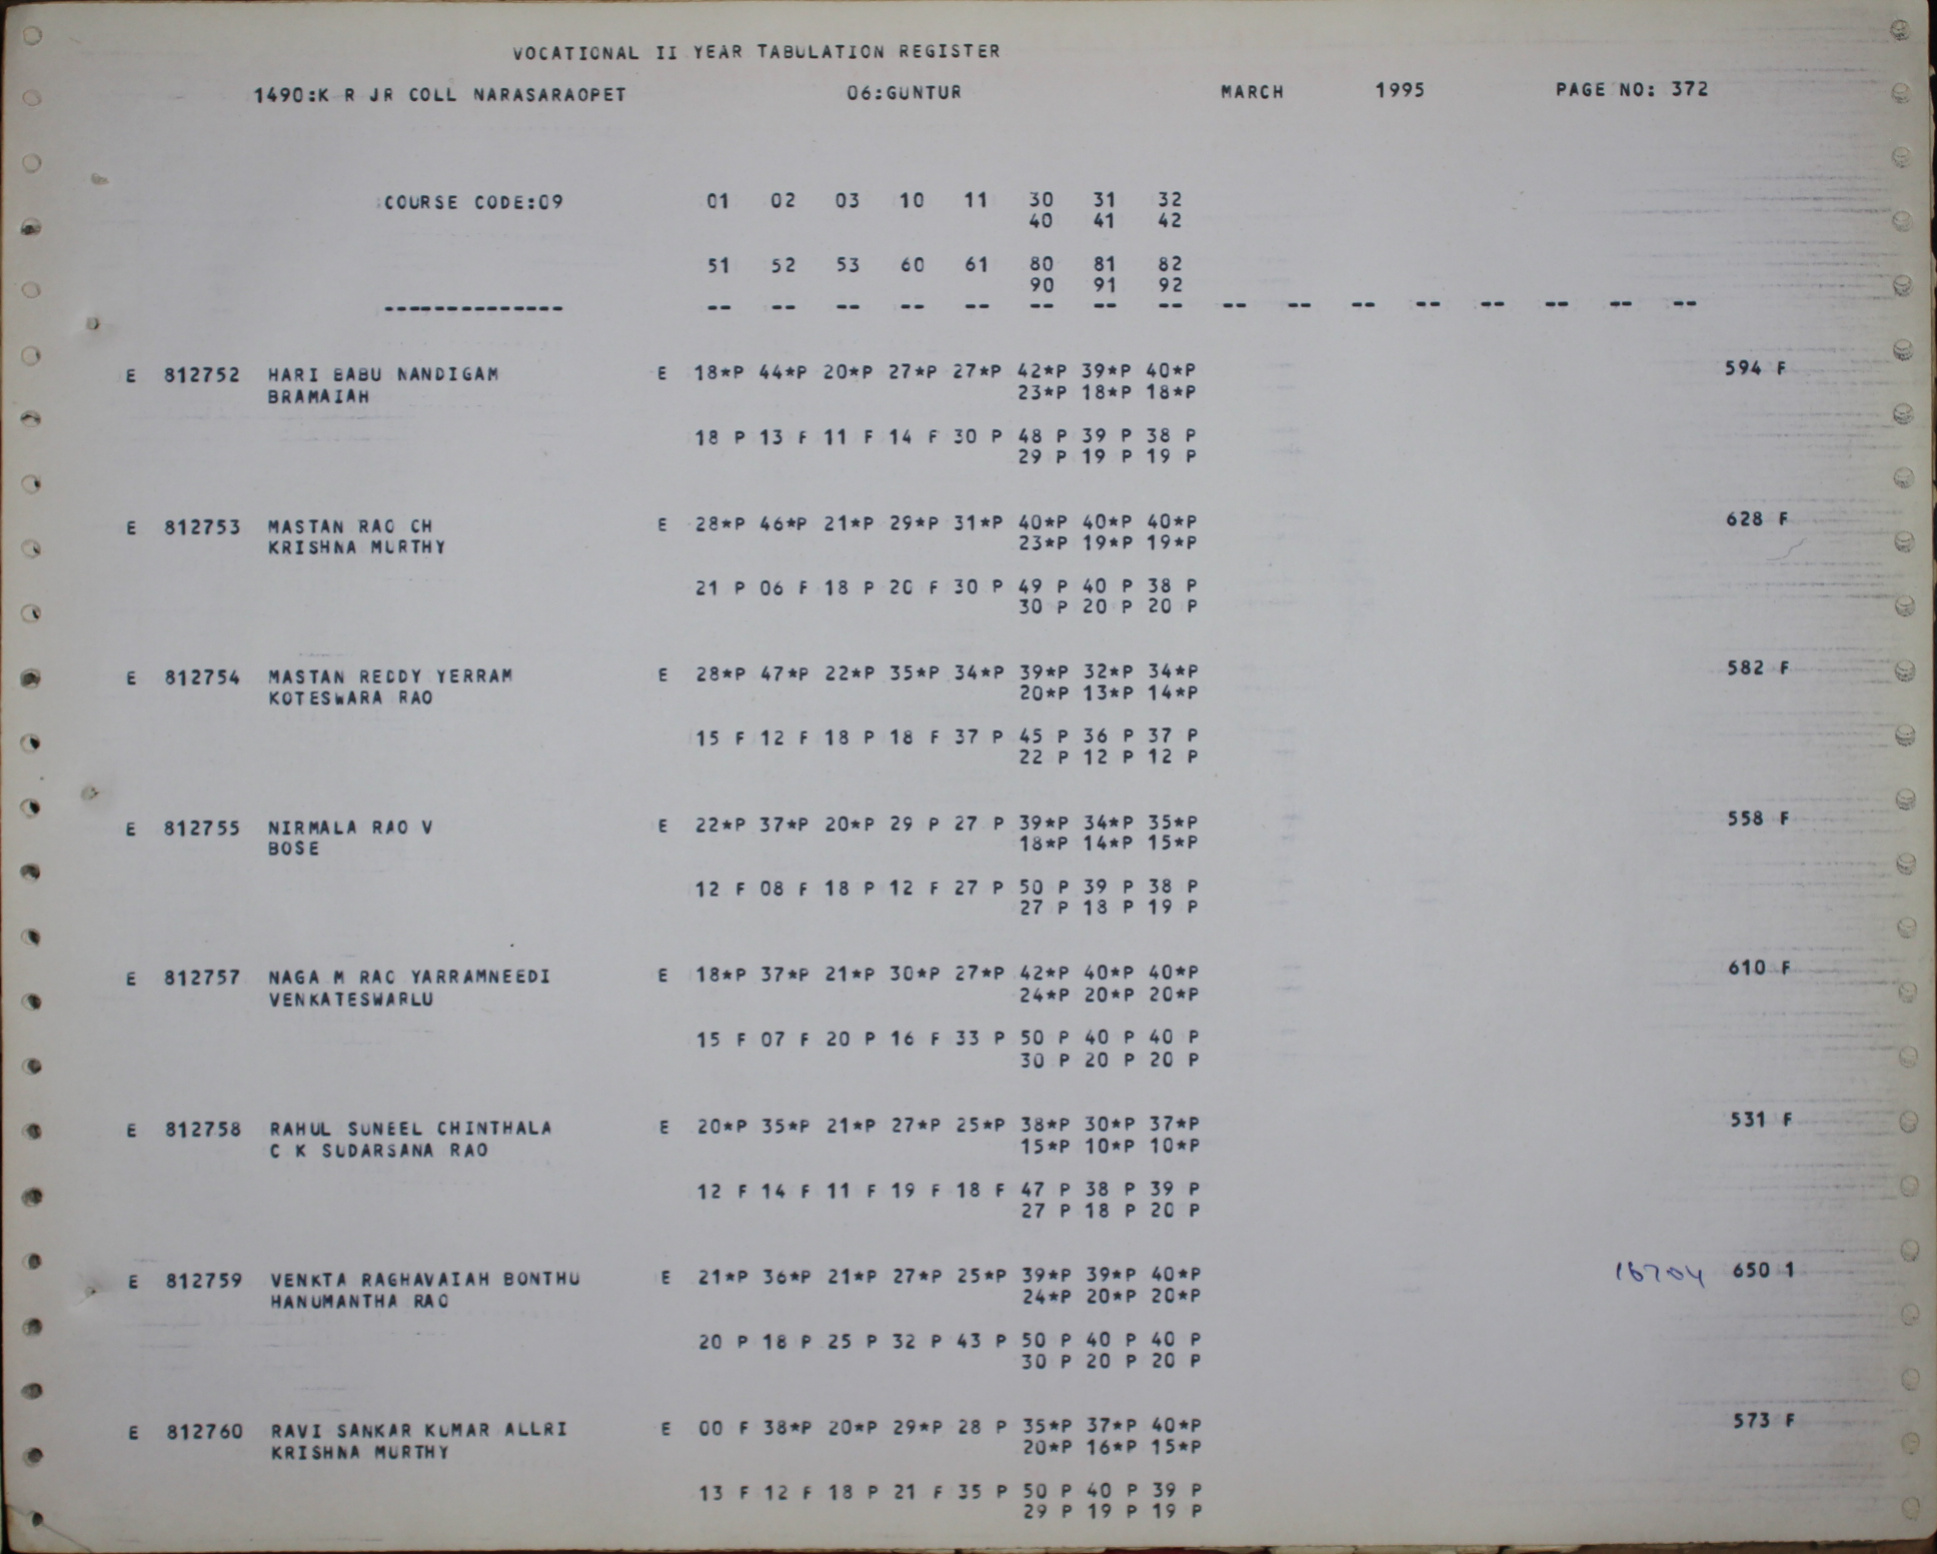 VOCATIONAL II YEAR TABULATION REGISTER
1490:K R JR COLL NARASARAOPET 06:GUNTUR MARCH 1995 PAGE NO: 372
COURSE CODE:09 01 02 03 10 11 30 31 32
40 41 42
51 52 53 60 61 80 81 82
90 91 92
-------------- -- -- -- -- -- -- -- -- -- -- -- -- -- -- -- --
E 812752 HARI BABU NANDIGAM E 18*P 44*P 20*P 27*P 27*P 42*P 39*P 40*P 594 F
BRAMAIAH 23*P 18*P 18*P
18 P 13 F 11 F 14 F 30 P 48 P 39 P 38 P
29 P 19 P 19 P
E 812753 MASTAN RAO CH E 28*P 46*P 21*P 29*P 31*P 40*P 40*P 40*P 628 F
KRISHNA MURTHY 23*P 19*P 19*P
21 P 06 F 18 P 20 F 30 P 49 P 40 P 38 P
30 P 20 P 20 P
E 812754 MASTAN REDDY YERRAM E 28*P 47*P 22*P 35*P 34*P 39*P 32*P 34*P 582 F
KOTESWARA RAO 20*P 13*P 14*P
15 F 12 F 18 P 18 F 37 P 45 P 36 P 37 P
22 P 12 P 12 P
E 812755 NIRMALA RAO V E 22*P 37*P 20*P 29 P 27 P 39*P 34*P 35*P 558 F
BOSE 18*P 14*P 15*P
12 F 08 F 18 P 12 F 27 P 50 P 39 P 38 P
27 P 18 P 19 P
E 812757 NAGA M RAO YARRAMNEEDI E 18*P 37*P 21*P 30*P 27*P 42*P 40*P 40*P 610 F
VENKATESWARLU 24*P 20*P 20*P
15 F 07 F 20 P 16 F 33 P 50 P 40 P 40 P
30 P 20 P 20 P
E 812758 RAHUL SUNEEL CHINTHALA E 20*P 35*P 21*P 27*P 25*P 38*P 30*P 37*P 531 F
C K SUDARSANA RAO 15*P 10*P 10*P
12 F 14 F 11 F 19 F 18 F 47 P 38 P 39 P
27 P 18 P 20 P
E 812759 VENKTA RAGHAVAIAH BONTHU E 21*P 36*P 21*P 27*P 25*P 39*P 39*P 40*P 650 1
HANUMANTHA RAO 24*P 20*P 20*P
20 P 18 P 25 P 32 P 43 P 50 P 40 P 40 P
30 P 20 P 20 P
E 812760 RAVI SANKAR KUMAR ALLRI E 00 F 38*P 20*P 29*P 28 P 35*P 37*P 40*P 573 F
KRISHNA MURTHY 20*P 16*P 15*P
13 F 12 F 18 P 21 F 35 P 50 P 40 P 39 P
29 P 19 P 19 P